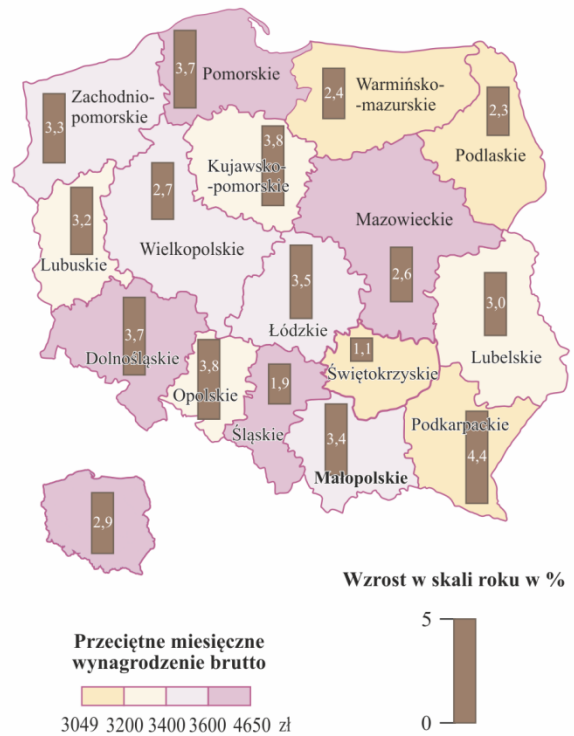 3,7
Pomorskie
Zachodnio-
pomorskie
3,3
2,4
Warmińsko-
mazurskie
2,3
Podlaskie
3,8
Kujawsko-
-pomorskie
2,7
Wielkopolskie
3,2
Lubuskie
Mazowieckie
2,6
3,5
Łódzkie
3,0
Lubelskie
3,7
Dolnośląskie
3,8
Opolskie
1,9
Śląskie
1,1
Świętokrzyskie
3,4
Małopolskie
Podkarpackie
4,4
2,9
Wzrost w skali roku w %
5
0
Przeciętne miesięczne
wynagrodzenie brutto
3049 3200 3400 3600 4650 zł